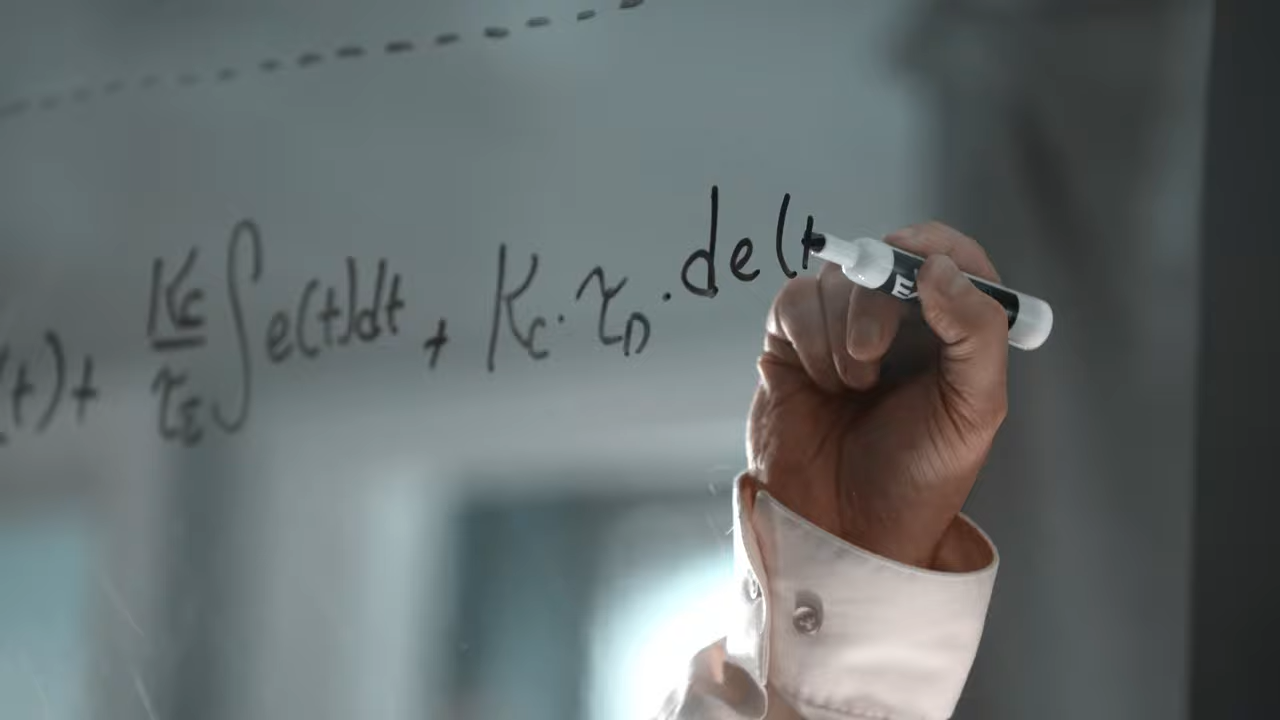 (t) + Kc/τI ∫e(t)dt + Kc · τD · de(t